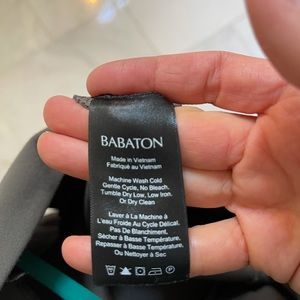 BABATON
Made in Vietnam
Fabriqué au Vietnam
Machine Wash Cold
Gentle Cycle, No Bleach,
Tumble Dry Low, Low Iron.
Or Dry Clean
Laver à La Machine à
L'eau Froide Au Cycle Délicat,
Pas De Blanchiment,
Sècher à Basse Température,
Repasser à Basse Température,
Ou Nettoyer à Sec